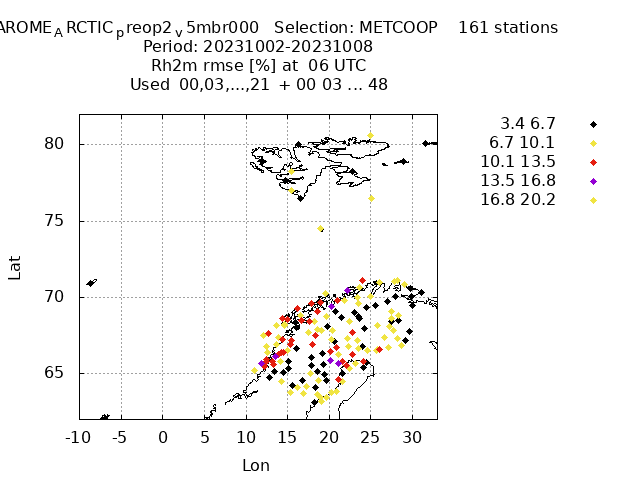 AROME_A RCTIC_p reop2_v 5mbr000 Selection: METCOOP 161 stations
Period: 20231002-20231008
Rh2m rmse [%] at 06 UTC
Used 00,03,...,21 + 00 03 ... 48
3.4 6.7
6.7 10.1
10.1 13.5
13.5 16.8
16.8 20.2
80
75
70
65
Lat
-10 -5 0 5 10 15 20 25 30
Lon